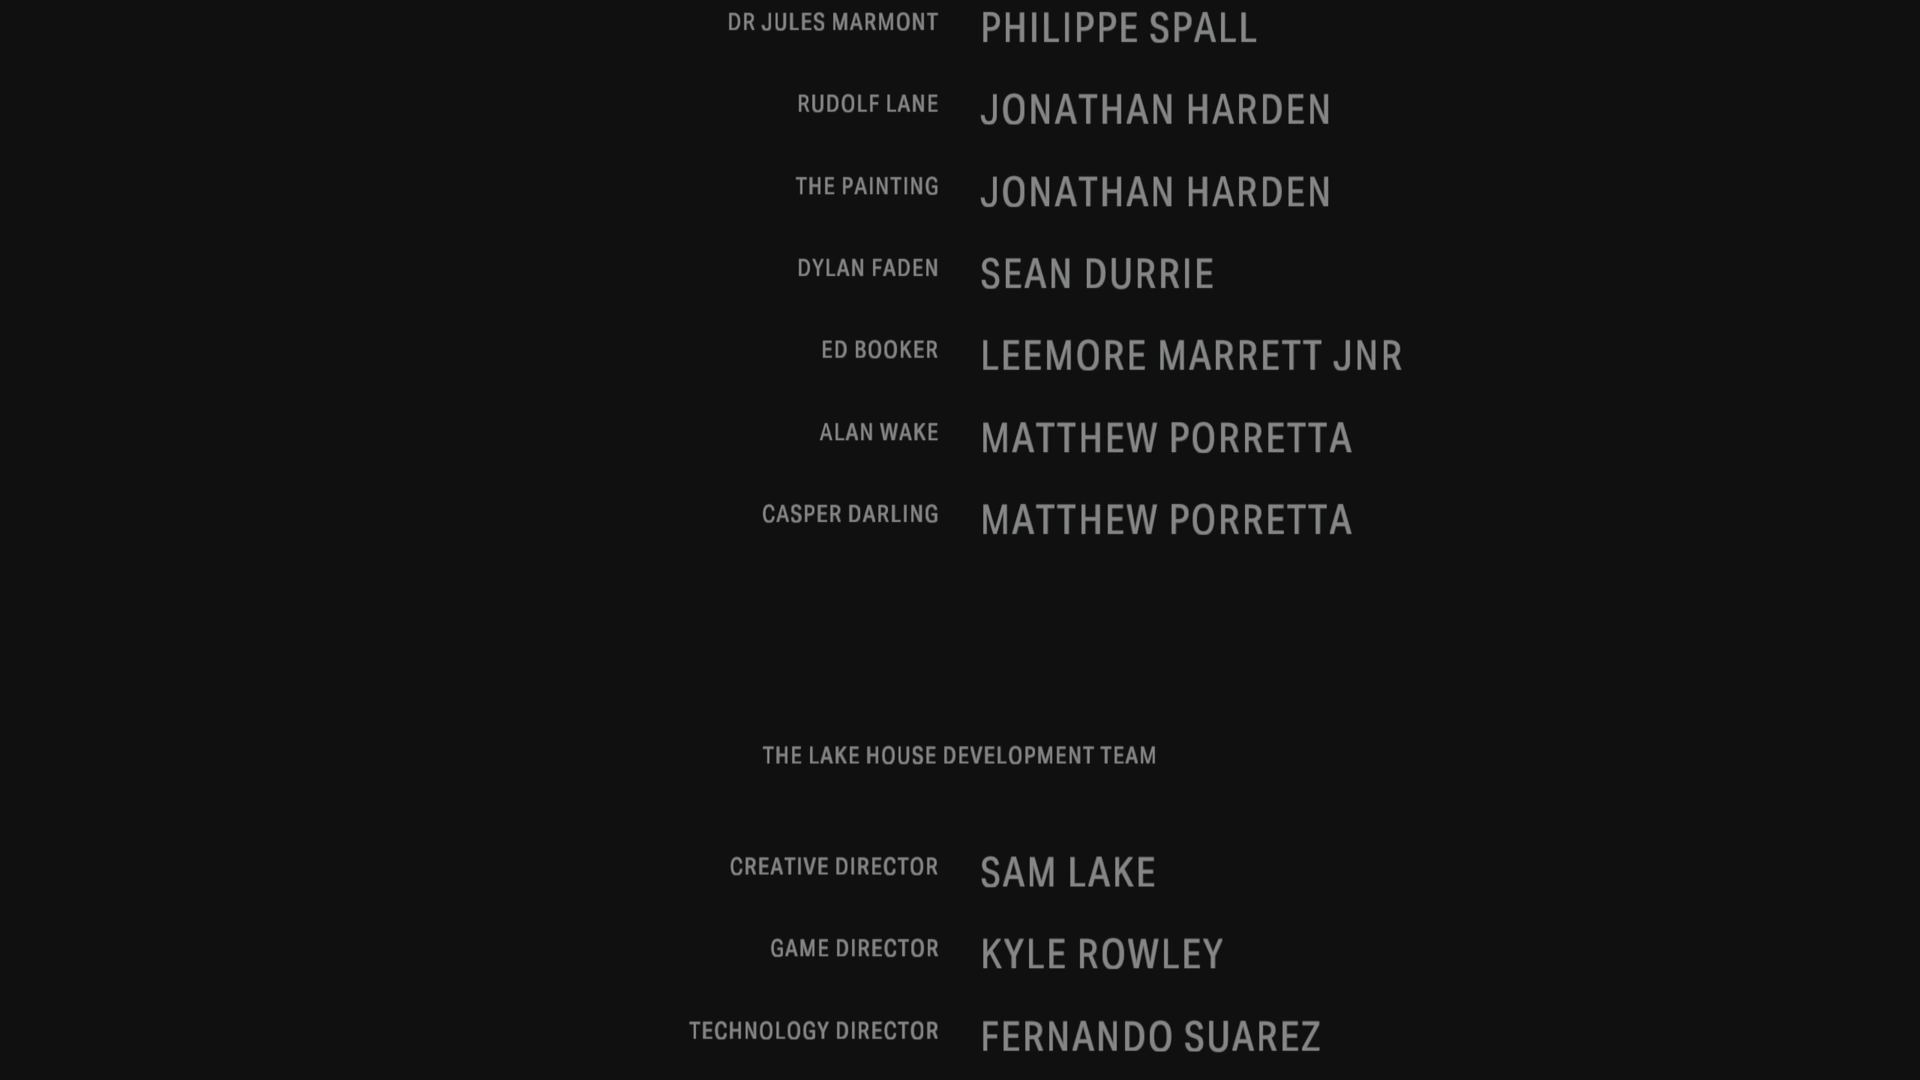 DR JULES MARMONT PHILIPPE SPALL
RUDOLF LANE JONATHAN HARDEN
THE PAINTING JONATHAN HARDEN
DYLAN FADEN SEAN DURRIE
ED BOOKER LEEMORE MARRETT JNR
ALAN WAKE MATTHEW PORRETTA
CASPER DARLING MATTHEW PORRETTA
THE LAKE HOUSE DEVELOPMENT TEAM
CREATIVE DIRECTOR SAM LAKE
GAME DIRECTOR KYLE ROWLEY
TECHNOLOGY DIRECTOR FERNANDO SUAREZ